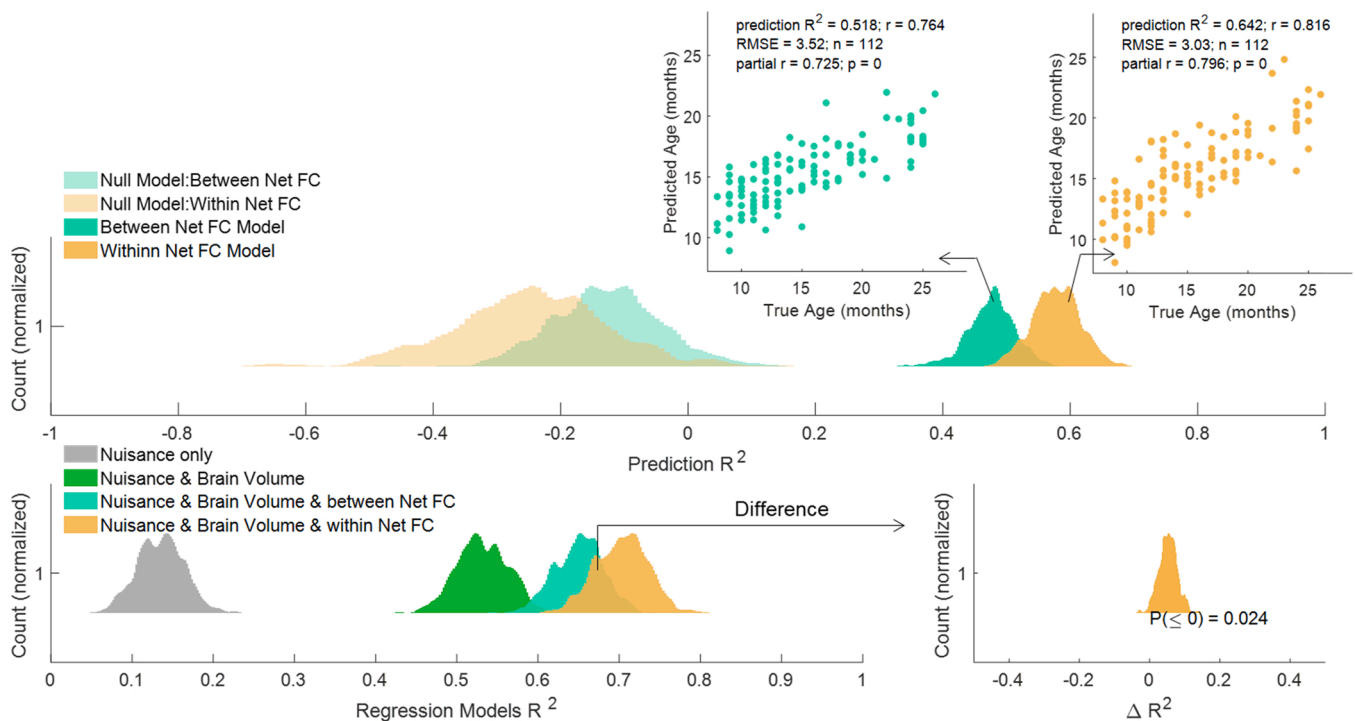 prediction R² = 0.518; r = 0.764
RMSE = 3.52; n = 112
partial r = 0.725; p = 0
Predicted Age (months)
25
20
15
10
10 15 20 25
True Age (months)
prediction R² = 0.642; r = 0.816
RMSE = 3.03; n = 112
partial r = 0.796; p = 0
Predicted Age (months)
25
20
15
10
10 15 20 25
True Age (months)
Null Model:Between Net FC
Null Model:Within Net FC
Between Net FC Model
Withinn Net FC Model
Count (normalized)
1
-1 -0.8 -0.6 -0.4 -0.2 0 0.2 0.4 0.6 0.8 1
Prediction R²
Nuisance only
Nuisance & Brain Volume
Nuisance & Brain Volume & between Net FC
Nuisance & Brain Volume & within Net FC
Difference
Count (normalized)
1
0 0.1 0.2 0.3 0.4 0.5 0.6 0.7 0.8 0.9 1
Regression Models R²
Count (normalized)
1
P(≤ 0) = 0.024
-0.4 -0.2 0 0.2 0.4
Δ R²